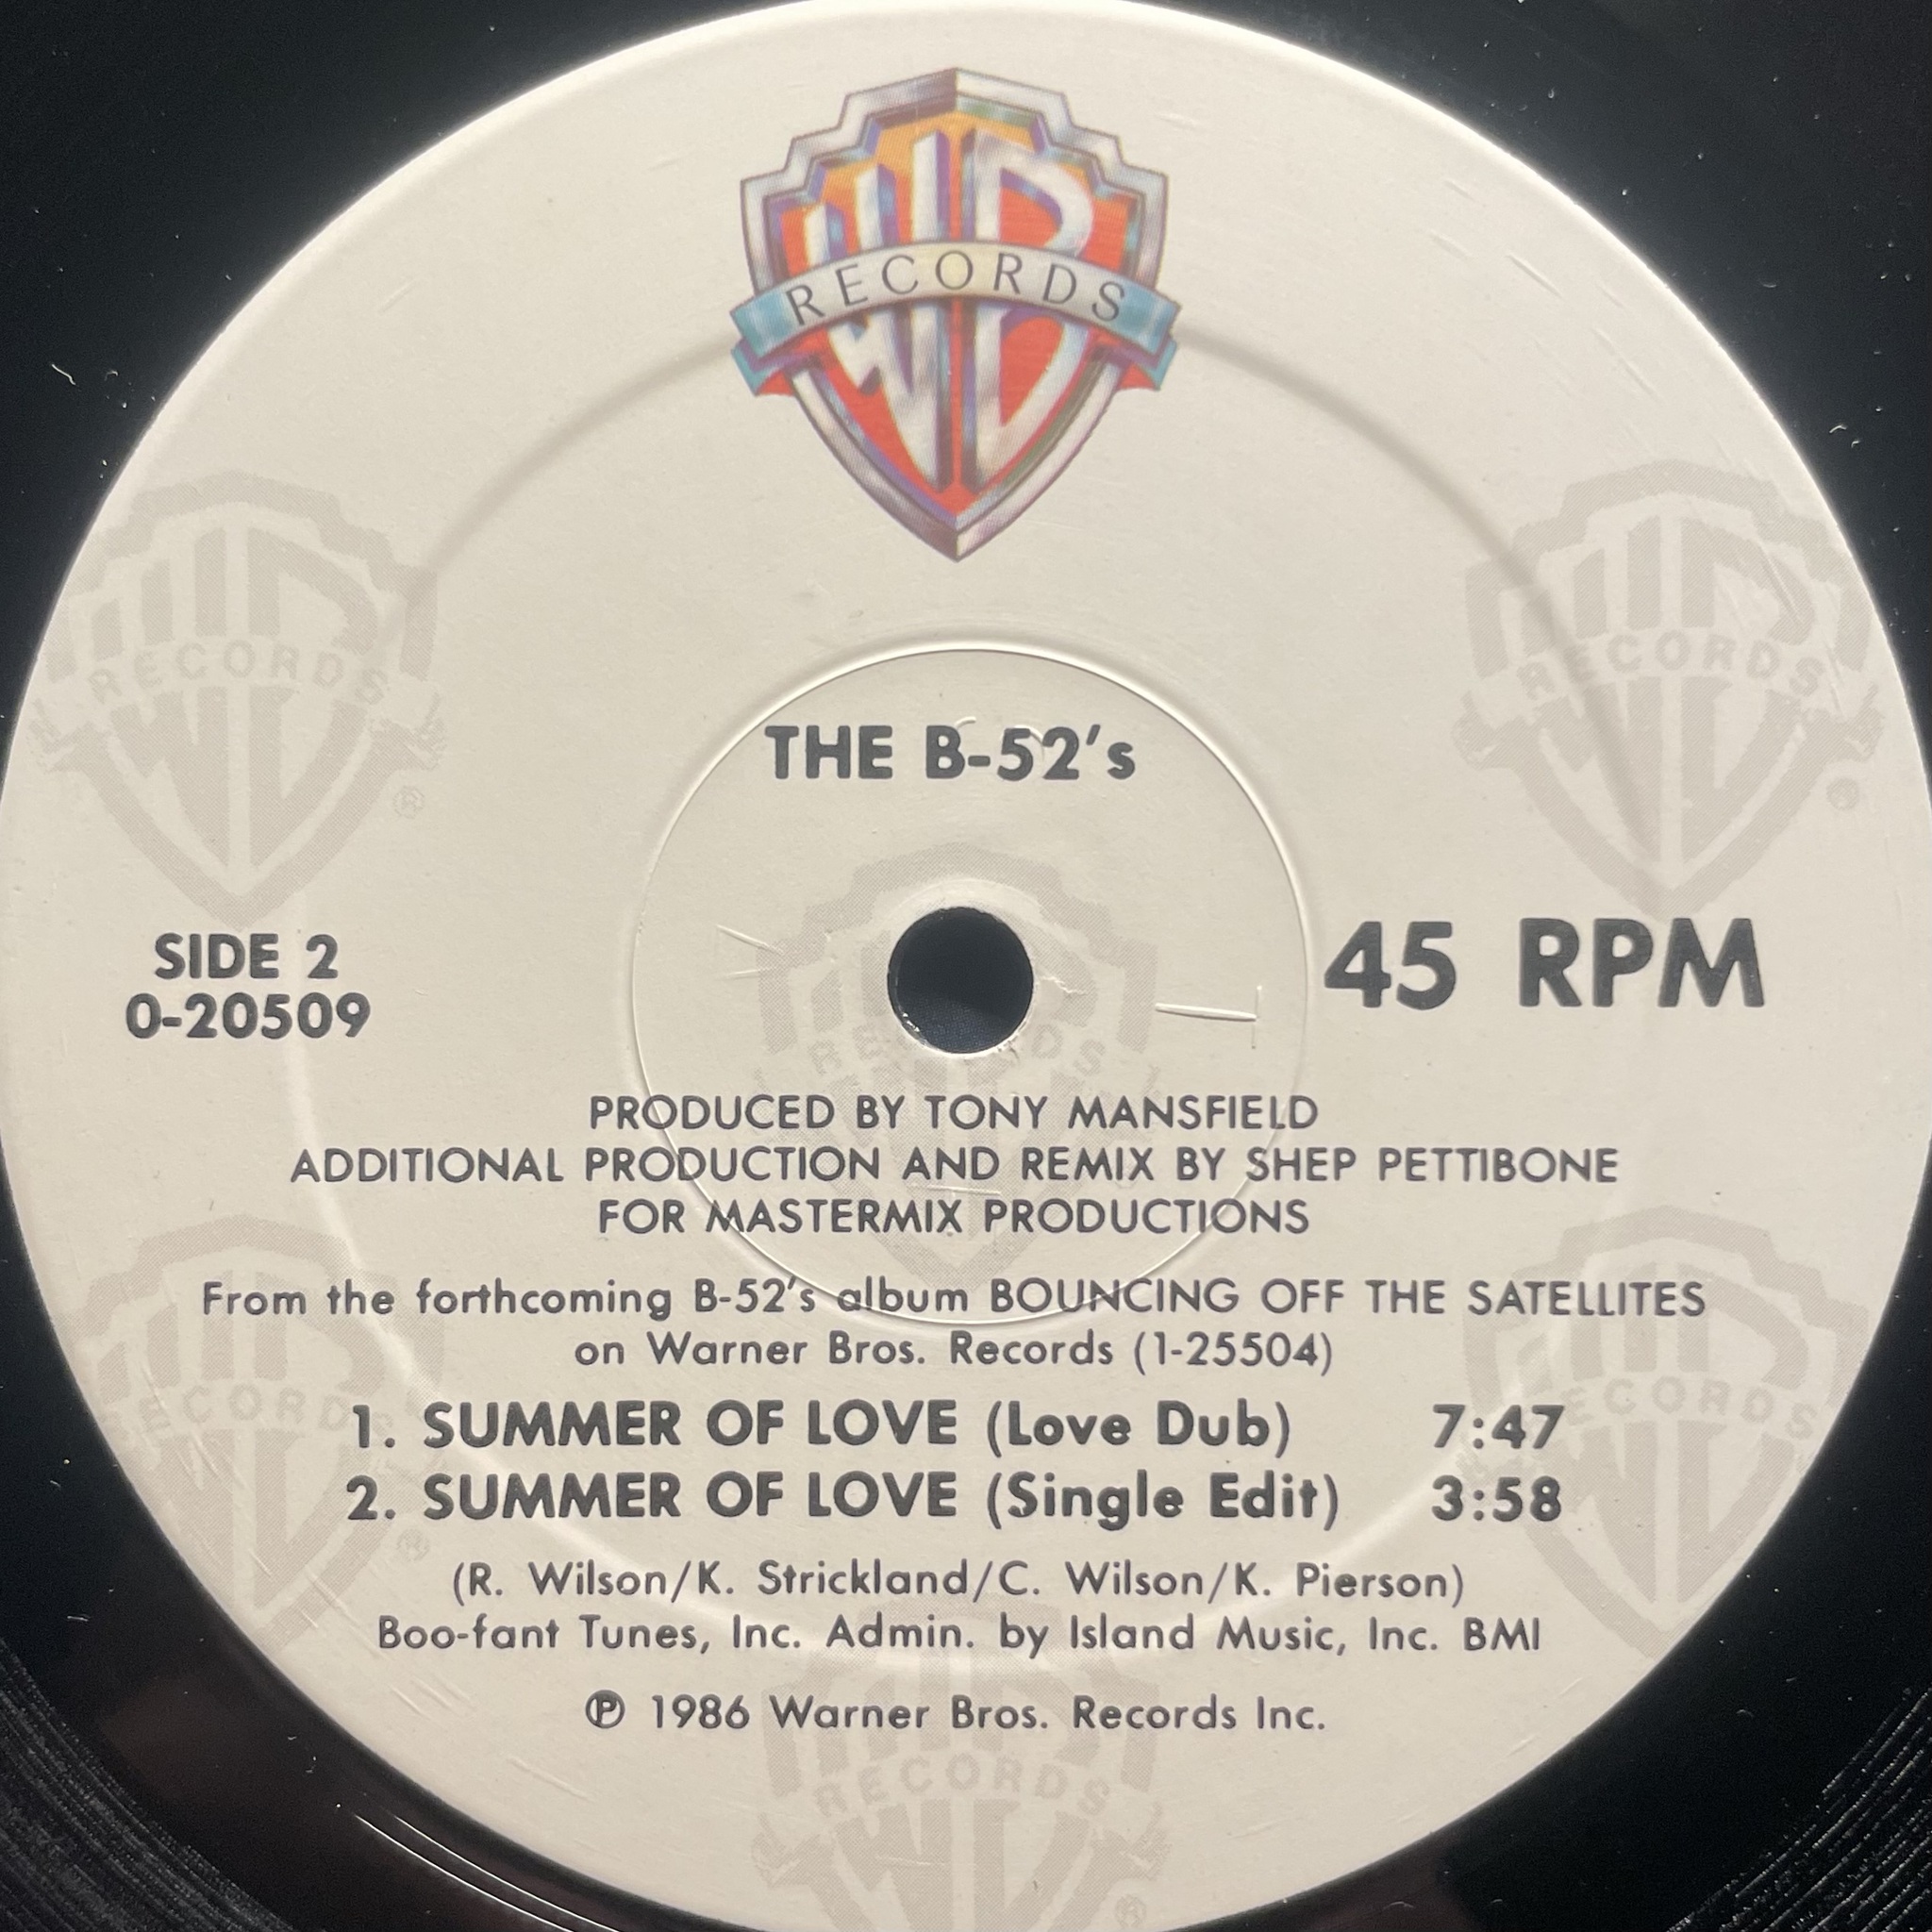 WB
RECORDS
THE B-52's
SIDE 2
0-20509
45 RPM
PRODUCED BY TONY MANSFIELD
ADDITIONAL PRODUCTION AND REMIX BY SHEP PETTIBONE
FOR MASTERMIX PRODUCTIONS
From the forthcoming B-52's album BOUNCING OFF THE SATELLITES
on Warner Bros. Records (1-25504)
1. SUMMER OF LOVE (Love Dub) 7:47
2. SUMMER OF LOVE (Single Edit) 3:58
(R. Wilson/K. Strickland/C. Wilson/K. Pierson)
Boo-fant Tunes, Inc. Admin. by Island Music, Inc. BMI
℗ 1986 Warner Bros. Records Inc.